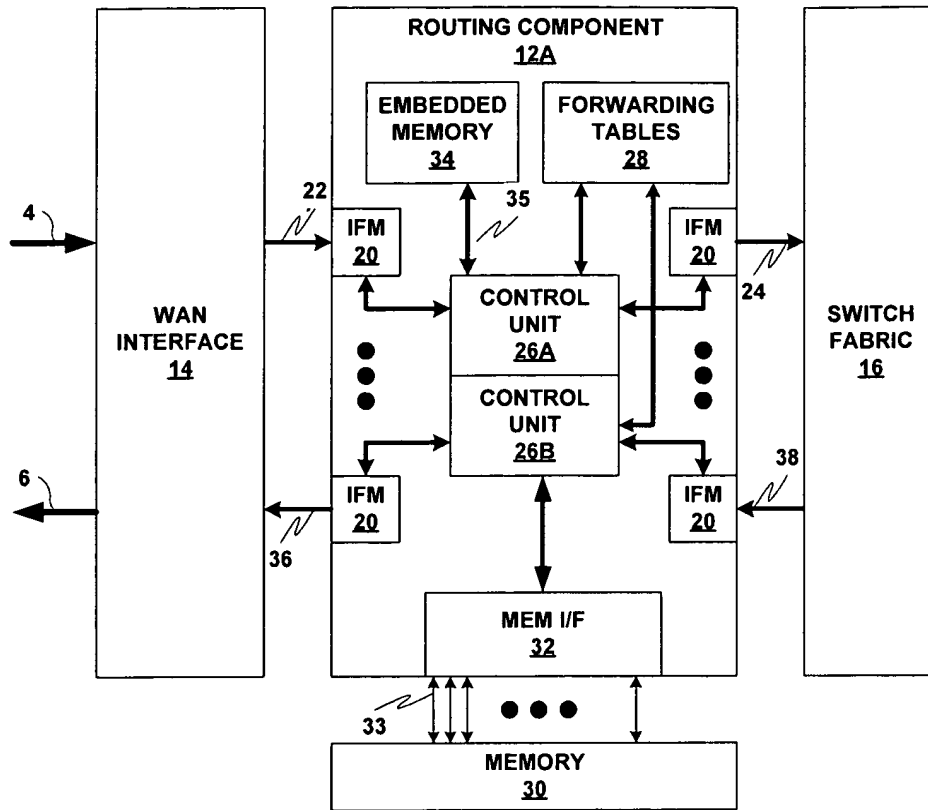 ROUTING COMPONENT
12A
EMBEDDED
MEMORY
34
FORWARDING
TABLES
28
4
22
35
IFM
20
IFM
20
24
WAN
INTERFACE
14
CONTROL
UNIT
26A
CONTROL
UNIT
26B
SWITCH
FABRIC
16
6
IFM
20
36
IFM
20
38
MEM I/F
32
33
MEMORY
30